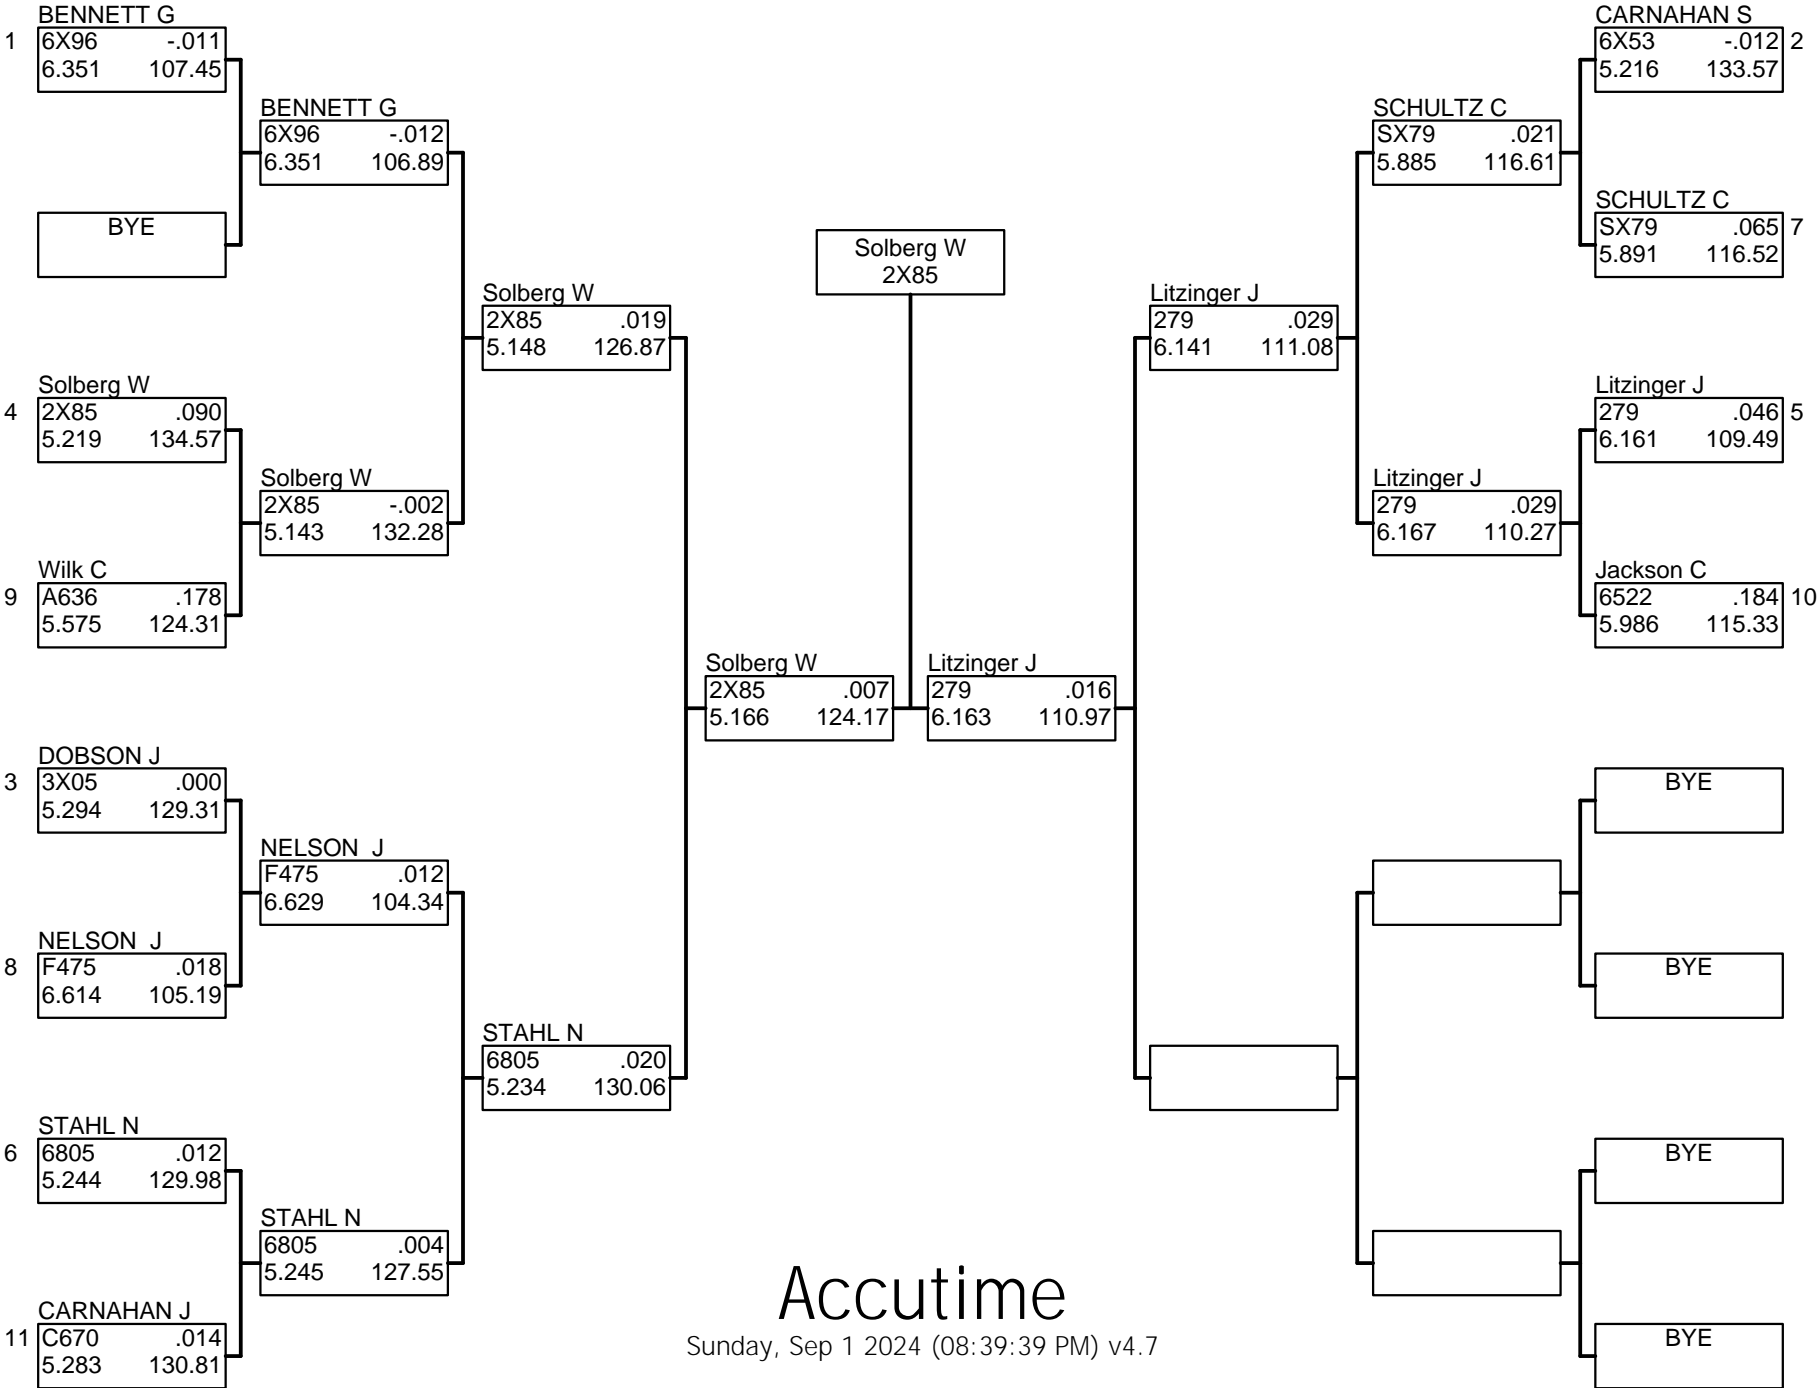 BENNETT G
1 6X96 -.011
6.351 107.45
BYE
Solberg W
4 2X85 .090
5.219 134.57
Wilk C
9 A636 .178
5.575 124.31
DOBSON J
3 3X05 .000
5.294 129.31
NELSON  J
8 F475 .018
6.614 105.19
STAHL N
6 6805 .012
5.244 129.98
CARNAHAN J
11 C670 .014
5.283 130.81
BENNETT G
6X96 -.012
6.351 106.89
Solberg W
2X85 -.002
5.143 132.28
NELSON  J
F475 .012
6.629 104.34
STAHL N
6805 .004
5.245 127.55
Solberg W
2X85 .019
5.148 126.87
STAHL N
6805 .020
5.234 130.06
Solberg W
2X85 .007
5.166 124.17
Solberg W
2X85
Litzinger J
279 .016
6.163 110.97
Litzinger J
279 .029
6.141 111.08
SCHULTZ C
SX79 .021
5.885 116.61
Litzinger J
279 .029
6.167 110.27
CARNAHAN S
6X53 -.012 2
5.216 133.57
SCHULTZ C
SX79 .065 7
5.891 116.52
Litzinger J
279 .046 5
6.161 109.49
Jackson C
6522 .184 10
5.986 115.33
BYE
BYE
BYE
BYE
Accutime
Sunday, Sep 1 2024 (08:39:39 PM) v4.7